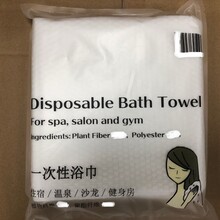 Disposable Bath Towel
For spa, salon and gym
Ingredients: Plant Fiber , Polyester
一次性浴巾
住宿 / 温泉 / 沙龙 / 健身房